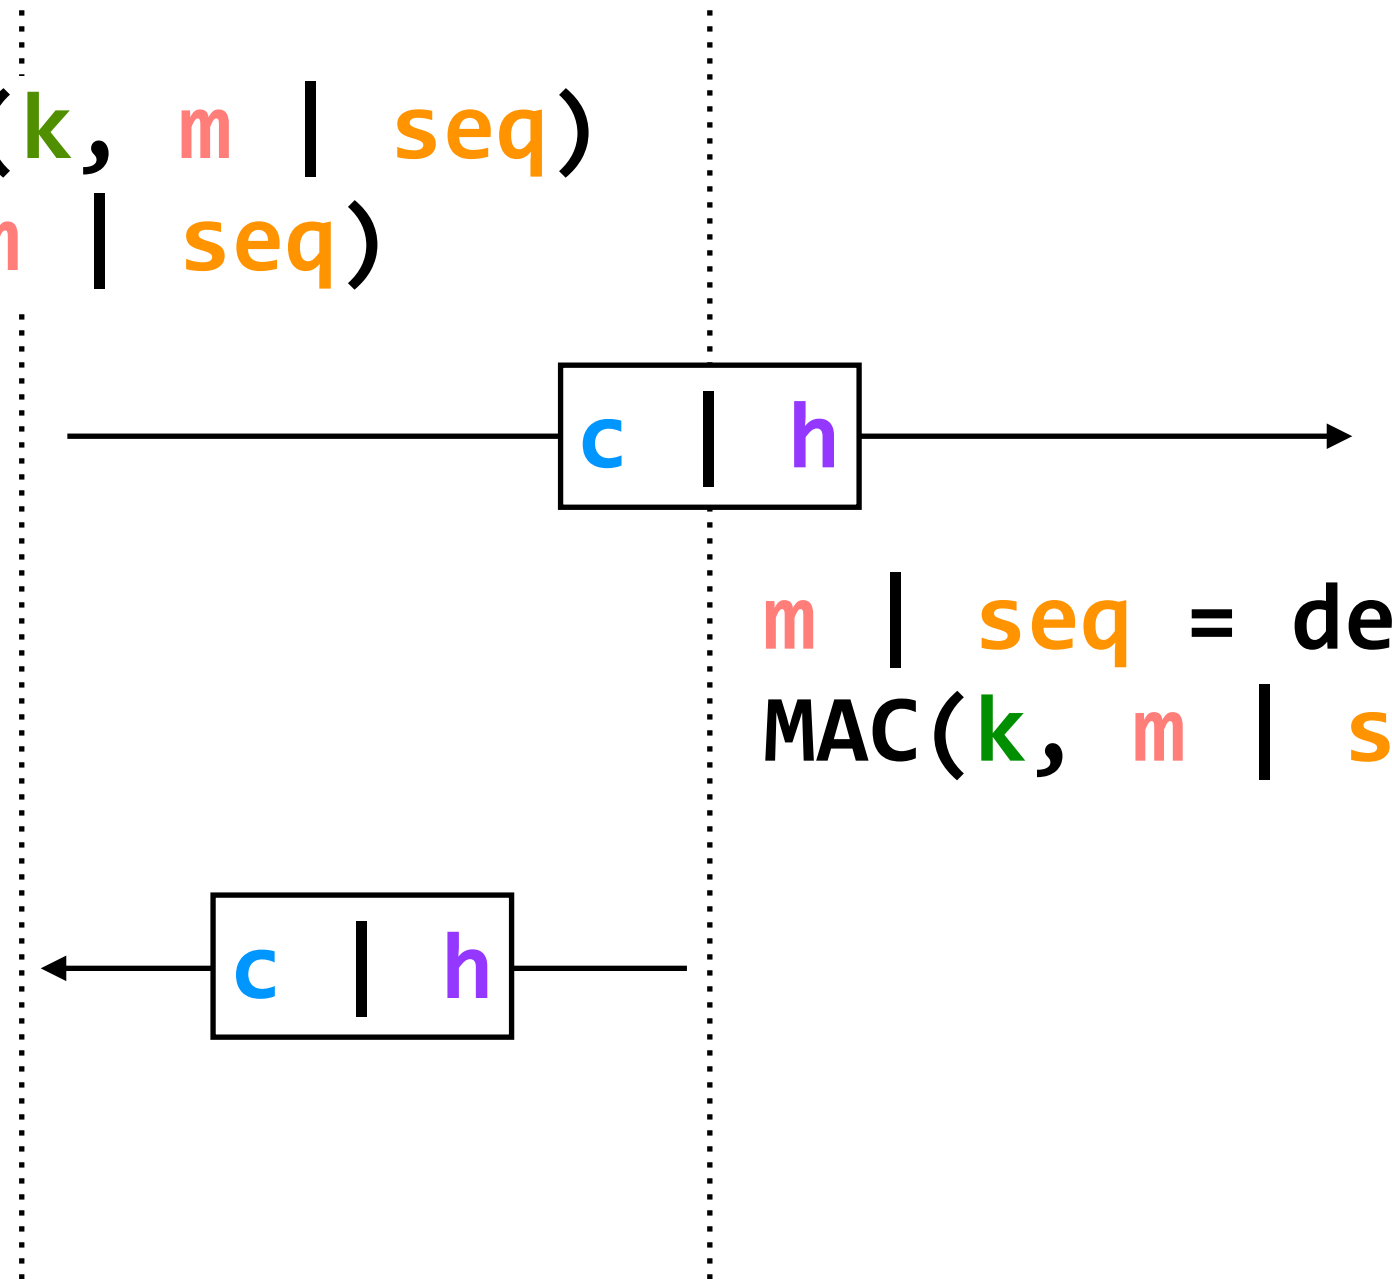 (k, m | seq)
| seq)
c | h
m | seq = de
MAC(k, m | s
c | h